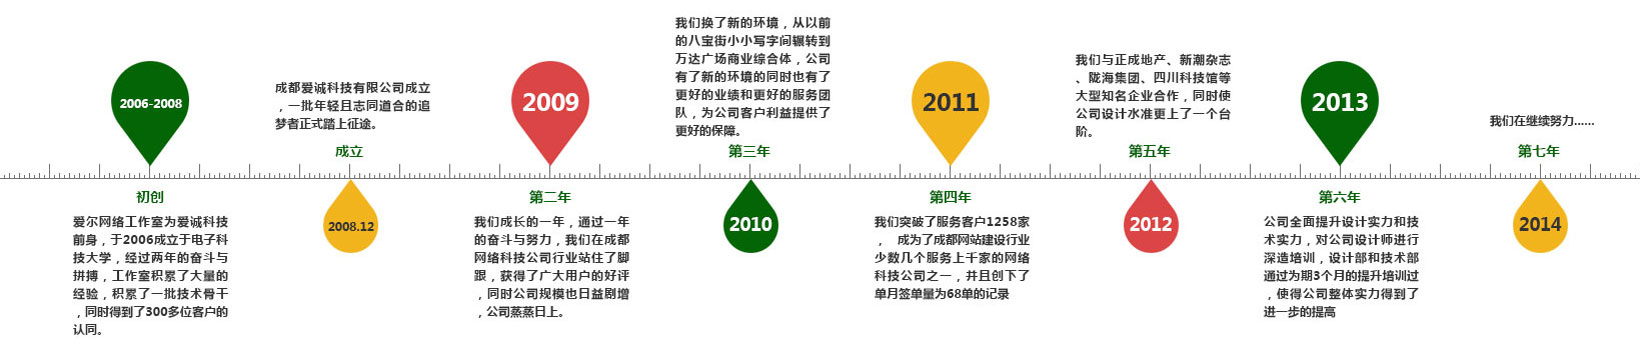 2006-2008
初创
爱尔网络工作室为爱诚科技
前身，于2006成立于电子科
技大学，经过两年的奋斗与
拼搏，工作室积累了大量的
经验，积累了一批技术骨干
，同时得到了300多位客户的
认同。
成都爱诚科技有限公司成立
，一批年轻且志同道合的追
梦者正式踏上征途。
成立
2008.12
2009
第二年
我们成长的一年，通过一年
的奋斗与努力，我们在成都
网络科技公司行业站住了脚
跟，获得了广大用户的好评
，同时公司规模也日益剧增
，公司蒸蒸日上。
我们换了新的环境，从以前
的八宝街小小写字间辗转到
万达广场商业综合体，公司
有了新的环境的同时也有了
更好的业绩和更好的服务团
队，为公司客户利益提供了
更好的保障。
第三年
2010
2011
第四年
我们突破了服务客户1258家
， 成为了成都网站建设行业
少数几个服务上千家的网络
科技公司之一，并且创下了
单月签单量为68单的记录
我们与正成地产、新潮杂志
、陇海集团、四川科技馆等
大型知名企业合作，同时使
公司设计水准更上了一个台
阶。
第五年
2012
2013
第六年
公司全面提升设计实力和技
术实力，对公司设计师进行
深造培训，设计部和技术部
通过为期3个月的提升培训过
，使得公司整体实力得到了
进一步的提高
我们在继续努力......
第七年
2014